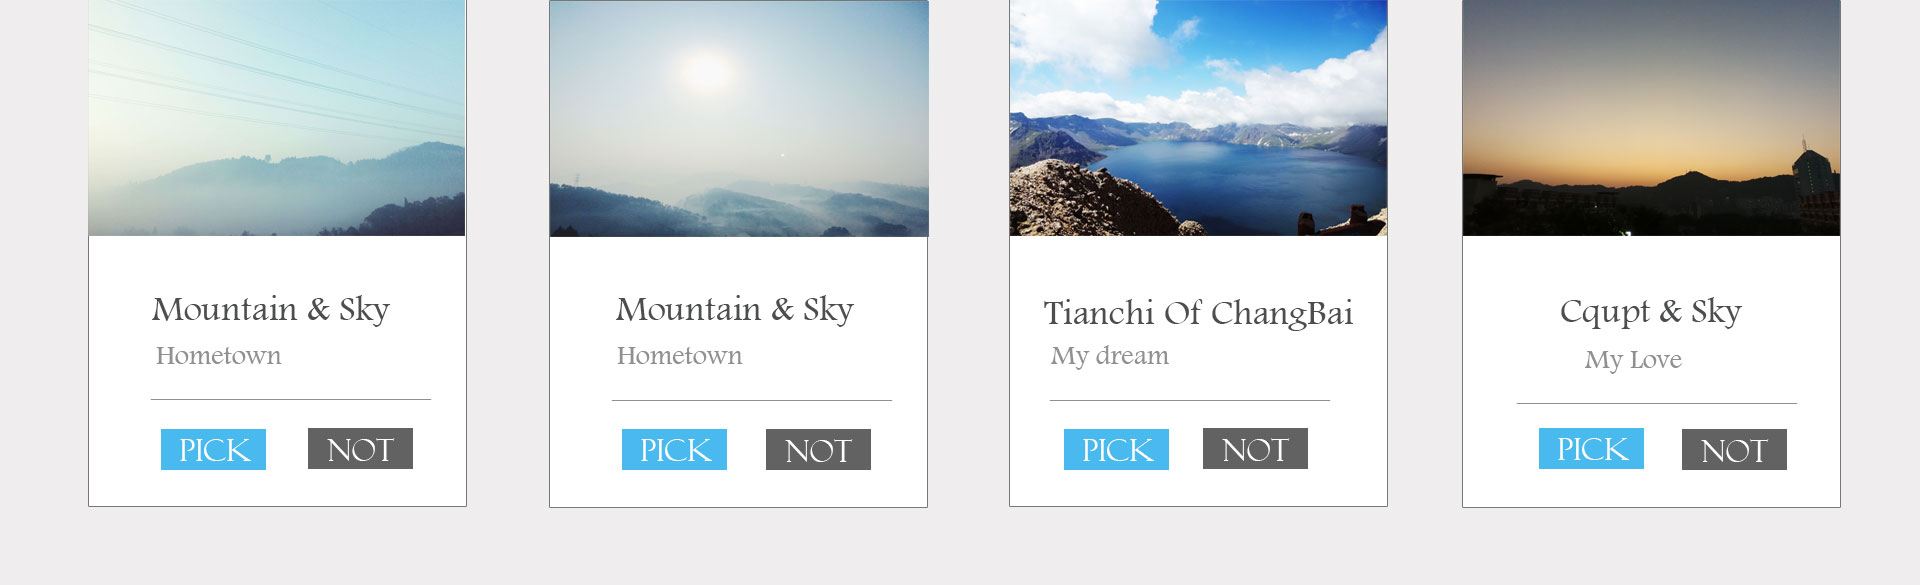 Mountain & Sky
Hometown
PICK NOT
Mountain & Sky
Hometown
PICK NOT
Tianchi Of ChangBai
My dream
PICK NOT
Cqupt & Sky
My Love
PICK NOT